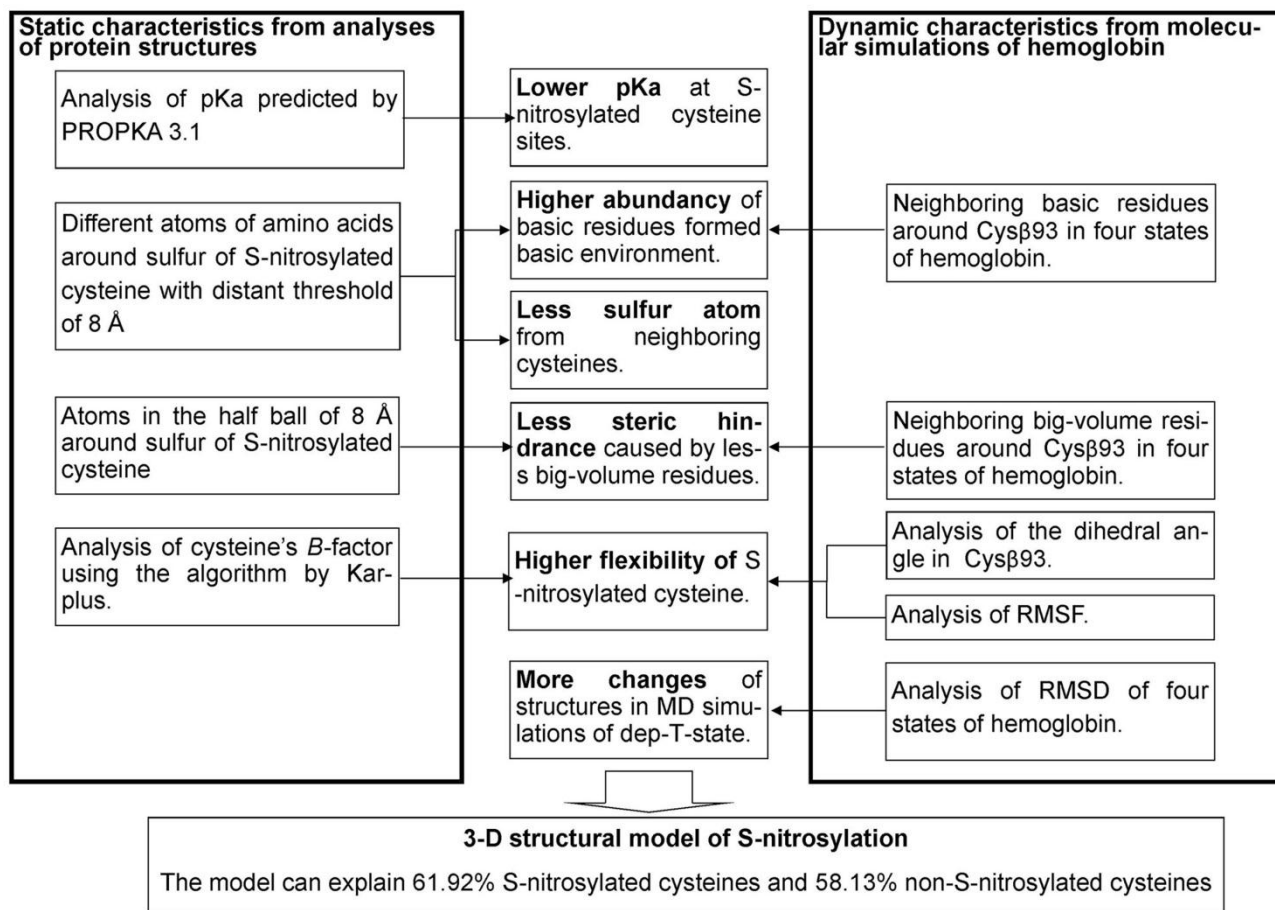 Static characteristics from analyses
of protein structures
Analysis of pKa predicted by
PROPKA 3.1
Different atoms of amino acids
around sulfur of S-nitrosylated
cysteine with distant threshold
of 8 Å
Atoms in the half ball of 8 Å
around sulfur of S-nitrosylated
cysteine
Analysis of cysteine's B-factor
using the algorithm by Kar-
plus.
Lower pKa at S-
nitrosylated cysteine
sites.
Higher abundancy of
basic residues formed
basic environment.
Less sulfur atom
from neighboring
cysteines.
Less steric hin-
drance caused by les-
s big-volume residues.
Higher flexibility of S
-nitrosylated cysteine.
More changes of
structures in MD simu-
lations of dep-T-state.
Dynamic characteristics from molecu-
lar simulations of hemoglobin
Neighboring basic residues
around Cysβ93 in four states
of hemoglobin.
Neighboring big-volume resi-
dues around Cysβ93 in four
states of hemoglobin.
Analysis of the dihedral an-
gle in Cysβ93.
Analysis of RMSF.
Analysis of RMSD of four
states of hemoglobin.
3-D structural model of S-nitrosylation
The model can explain 61.92% S-nitrosylated cysteines and 58.13% non-S-nitrosylated cysteines